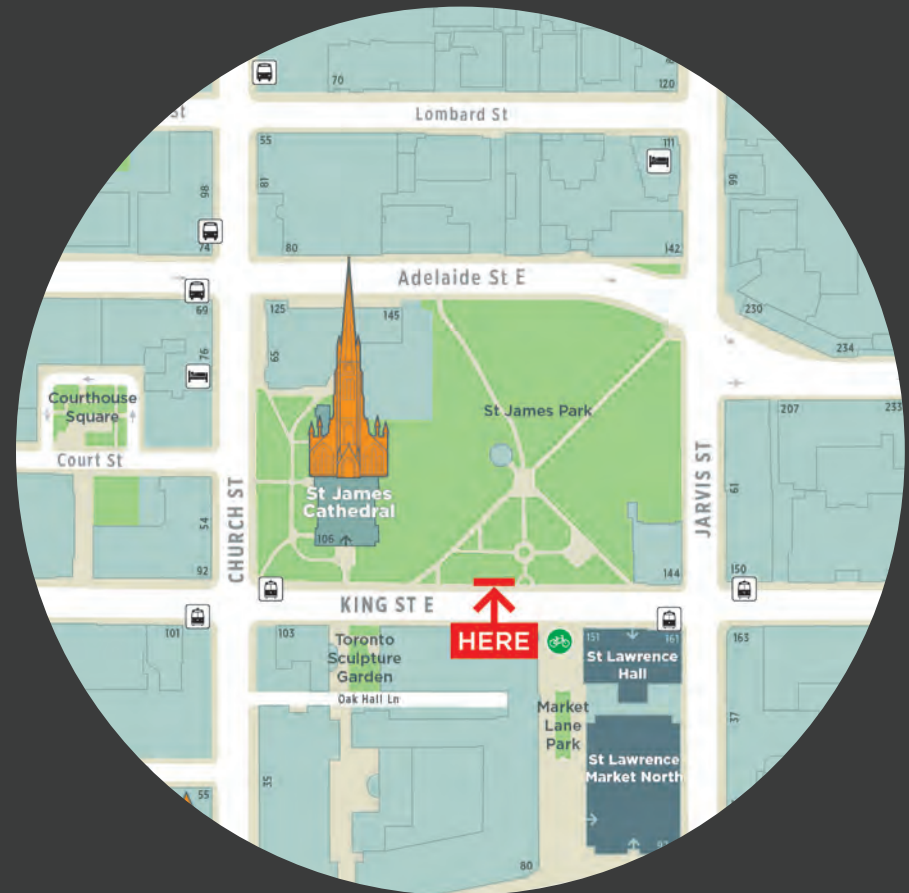 70
120
St
Lombard St
55
111
81
98
99
74
80
142
Adelaide St E
69
125
145
230
76
65
234
Courthouse
Square
St James Park
207
233
Court St
CHURCH ST
JARVIS ST
61
St James
Cathedral
54
106
92
144
150
KING ST E
101
103
HERE
151
161
163
Toronto
Sculpture
Garden
St Lawrence
Hall
Oak Hall Ln
Market
Lane
Park
37
St Lawrence
Market North
35
55
92
80